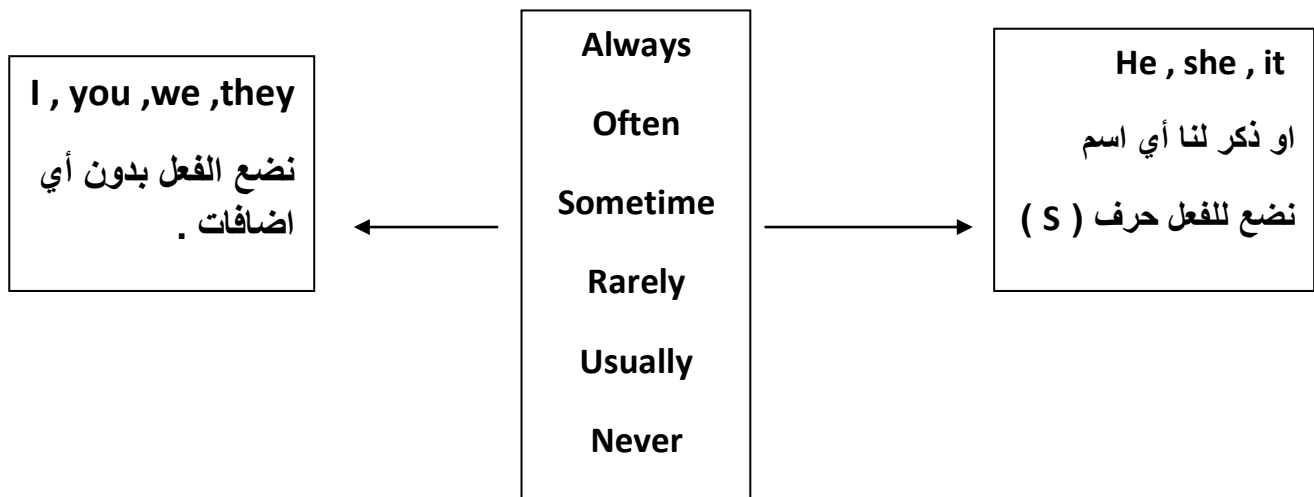 I , you ,we ,they
نضع الفعل بدون أي
اضافات .
Always
Often
Sometime
Rarely
Usually
Never
He , she , it
او ذكر لنا أي اسم
نضع للفعل حرف ( S )